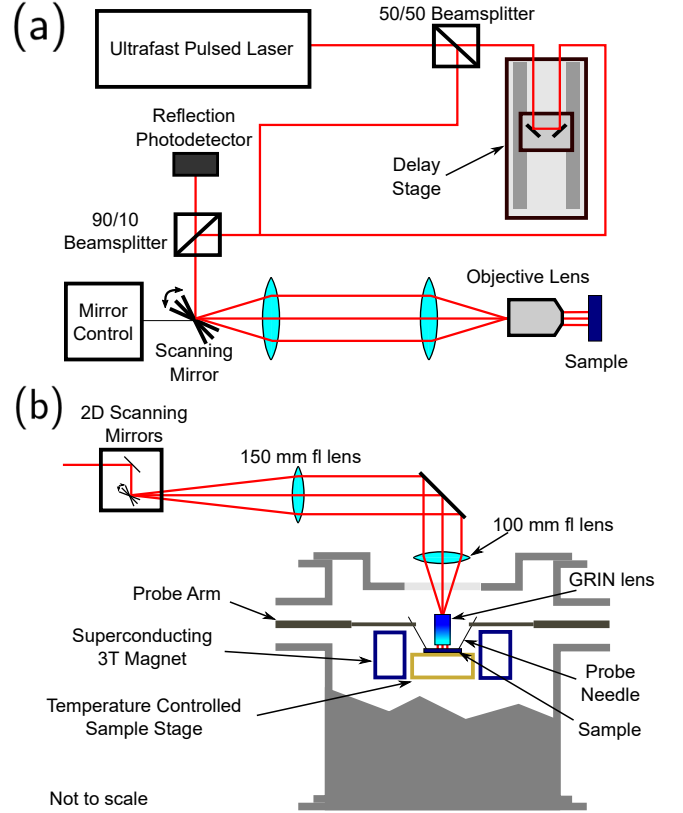 (a)
50/50 Beamsplitter
Ultrafast Pulsed Laser
Reflection
Photodetector
Delay
Stage
90/10
Beamsplitter
Objective Lens
Mirror
Control
Scanning
Mirror
Sample
(b)
2D Scanning
Mirrors
150 mm fl lens
100 mm fl lens
GRIN lens
Probe Arm
Superconducting
3T Magnet
Probe
Needle
Temperature Controlled
Sample Stage
Sample
Not to scale